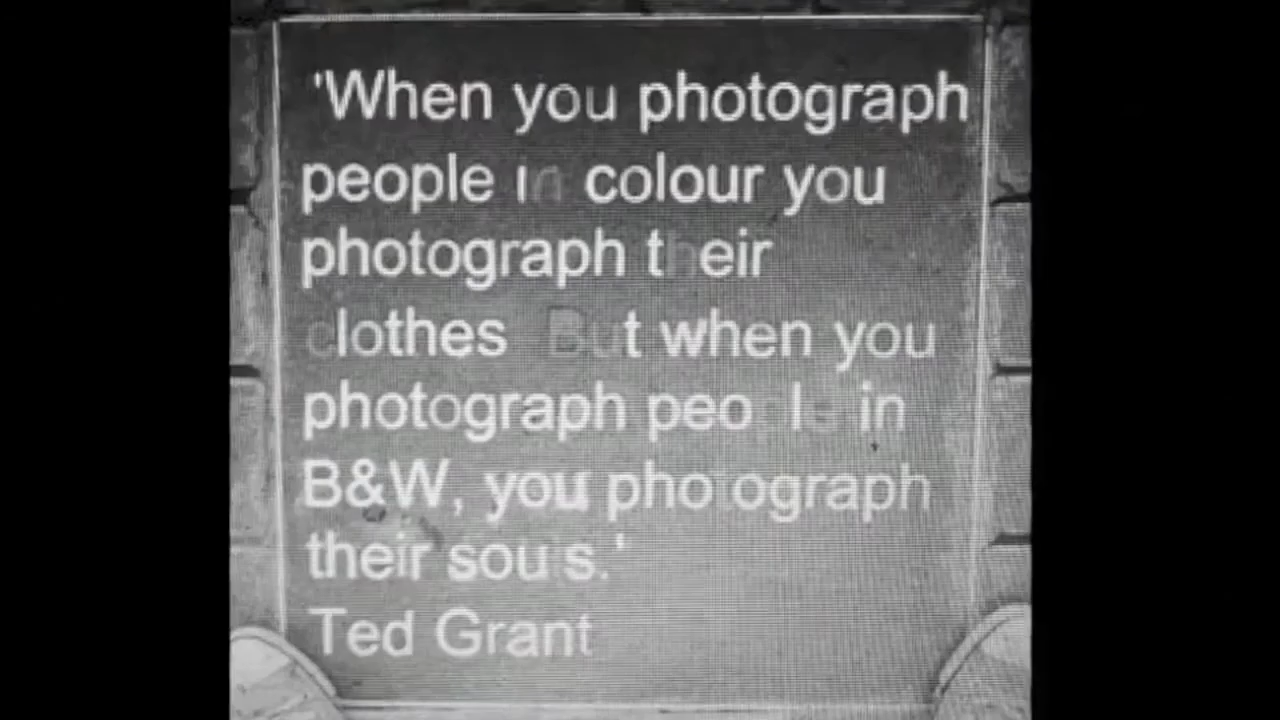 'When you photograph
people in colour you
photograph their
clothes But when you
photograph people in
B&W, you photograph
their souls.'
Ted Grant